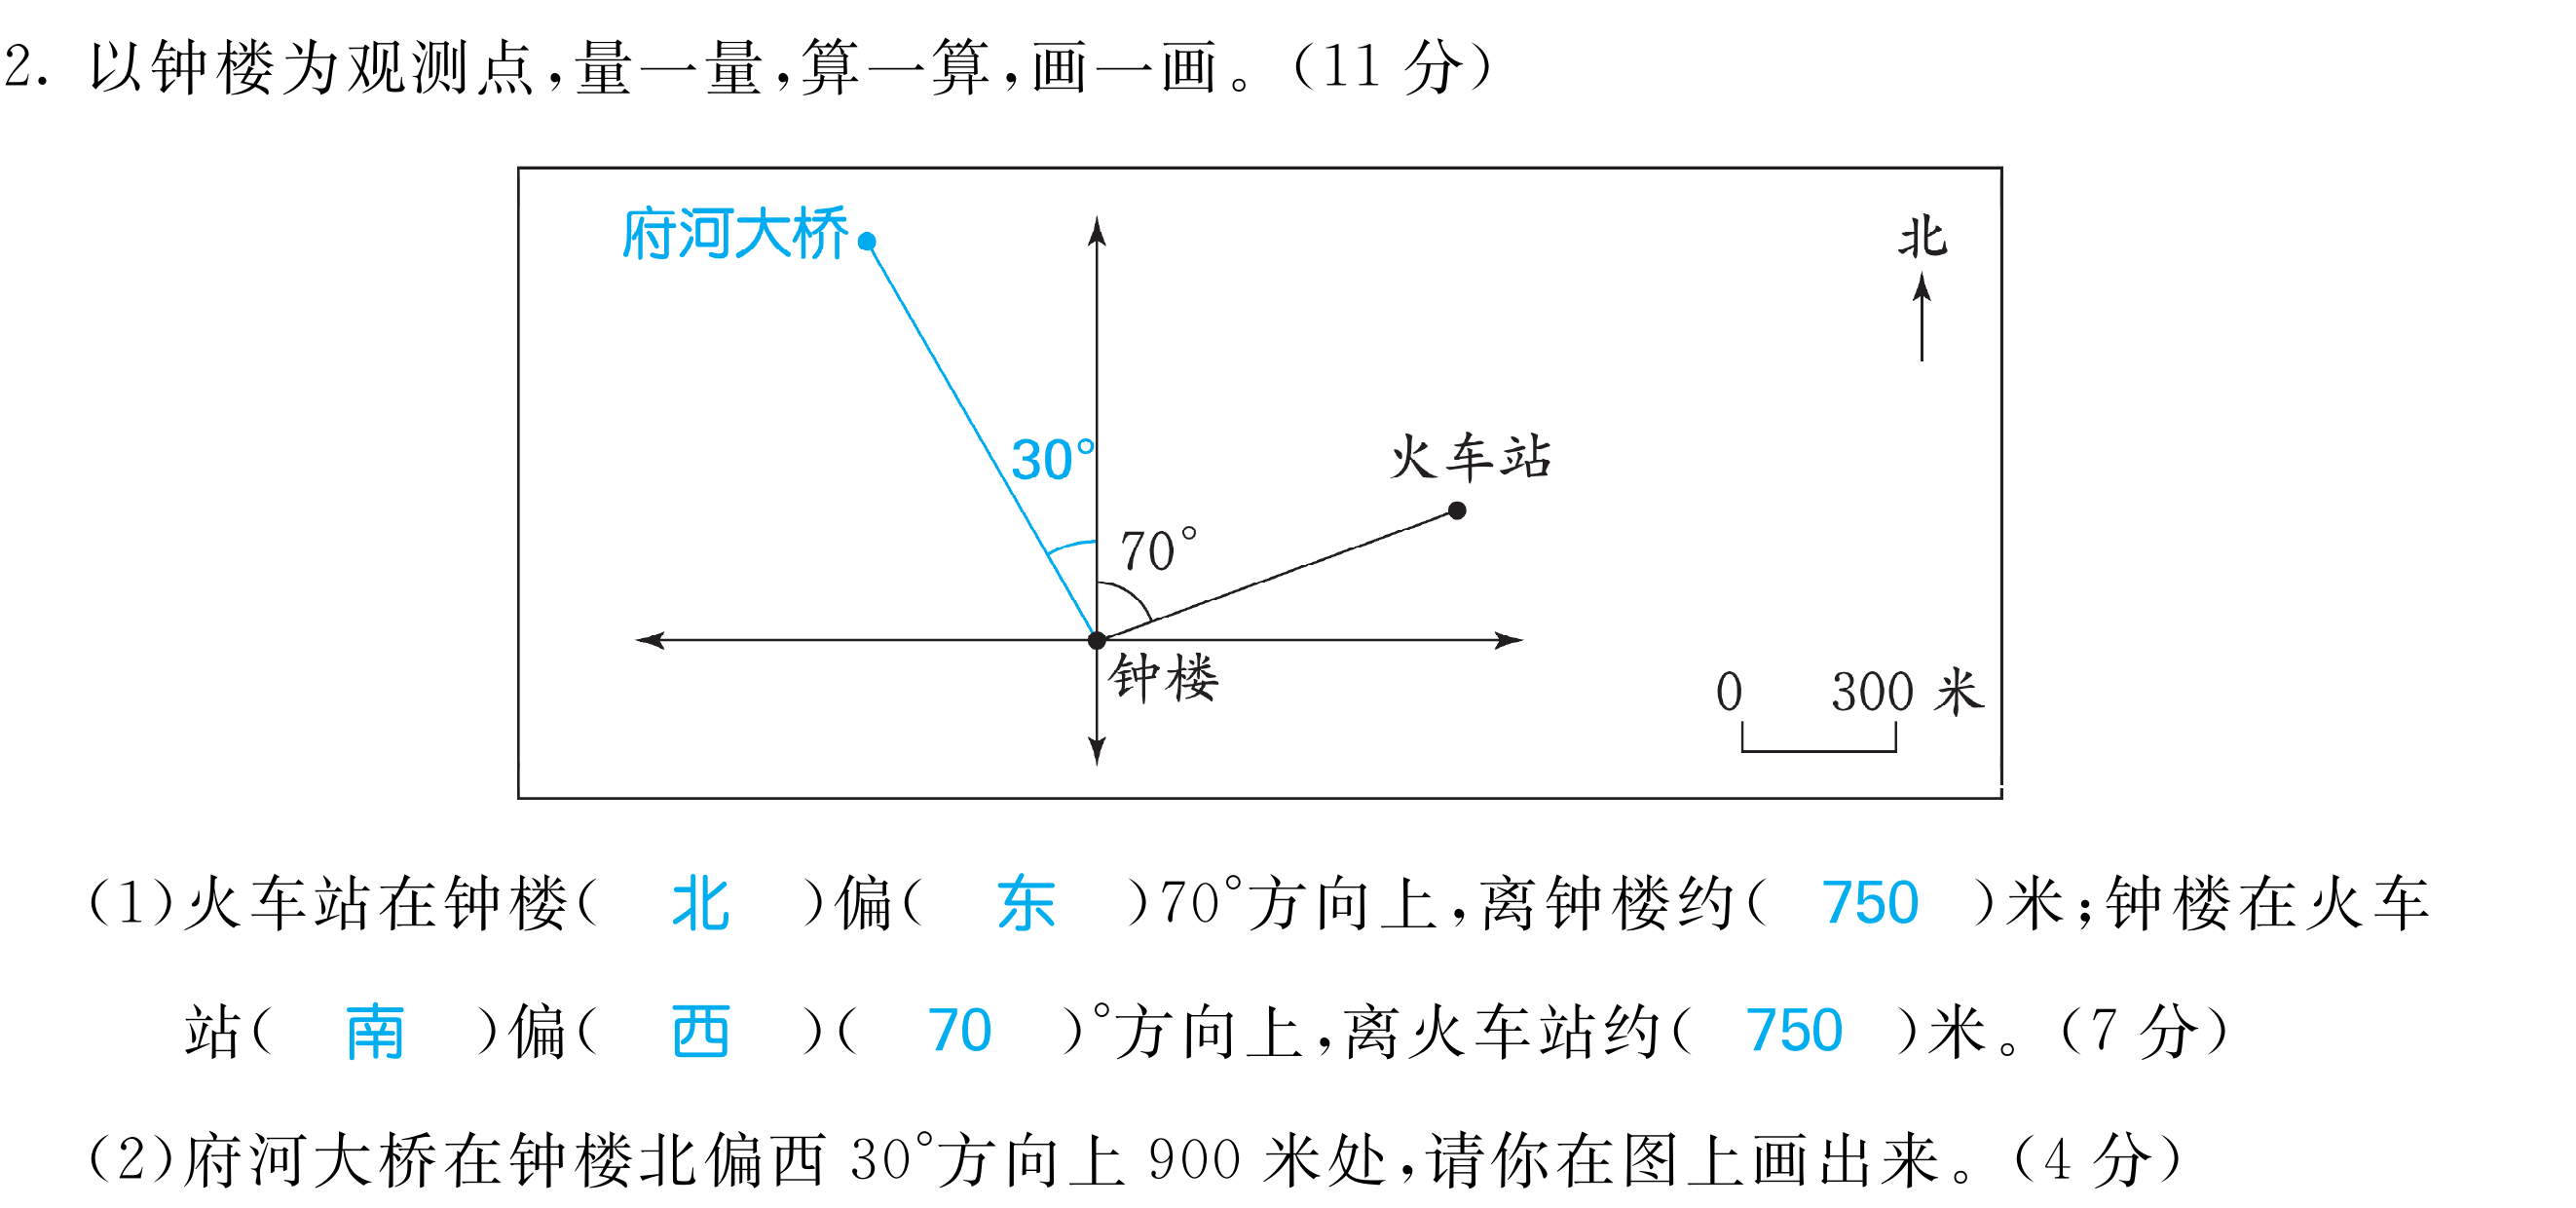 2. 以钟楼为观测点,量一量,算一算,画一画。(11 分)
府河大桥
北
30°
火车站
70°
钟楼
0 300 米
(1)火车站在钟楼( 北 )偏( 东 )70°方向上,离钟楼约( 750 )米;钟楼在火车
站( 南 )偏( 西 )( 70 )°方向上,离火车站约( 750 )米。(7 分)
(2)府河大桥在钟楼北偏西 30°方向上 900 米处,请你在图上画出来。(4 分)